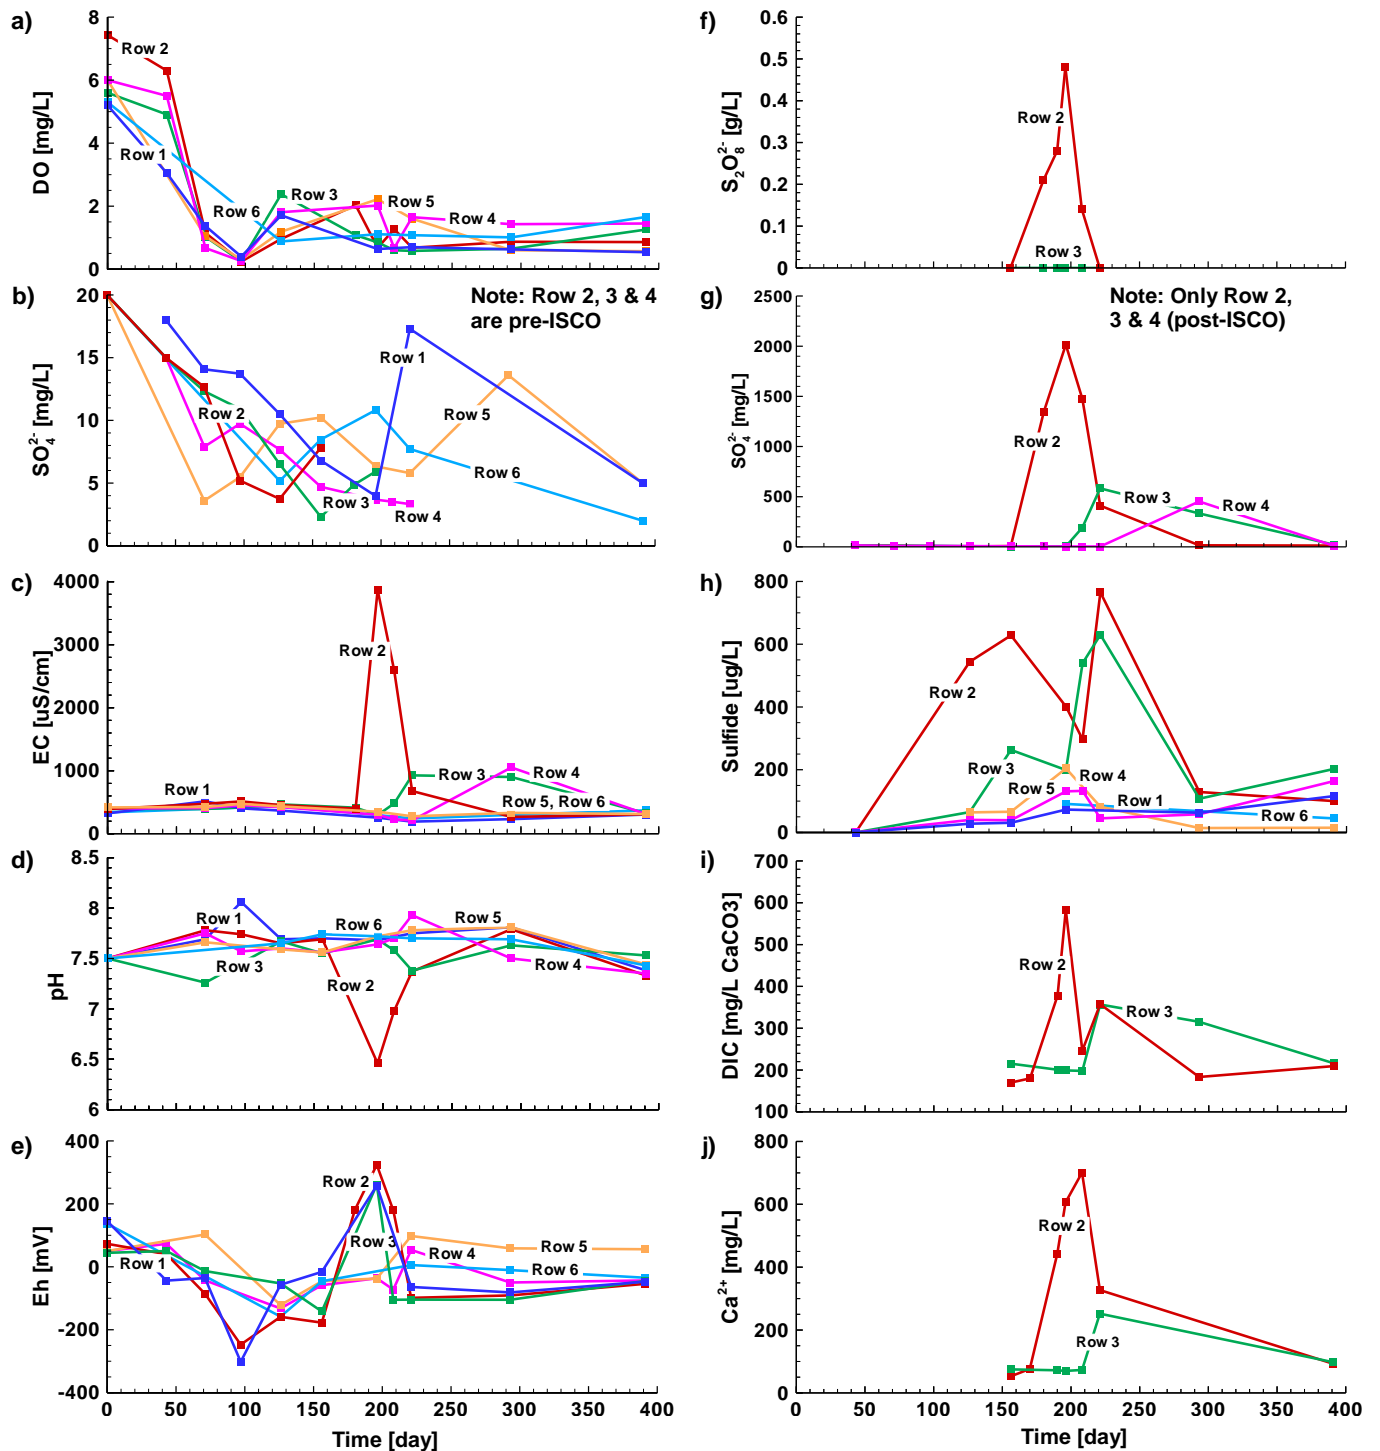 a)
8
6
4
2
0
DO [mg/L]
Row 2
Row 1
Row 6
Row 3
Row 5
Row 4
b)
20
15
10
5
0
SO₄²⁻ [mg/L]
Note: Row 2, 3 & 4
are pre-ISCO
Row 1
Row 2
Row 5
Row 6
Row 3
Row 4
c)
4000
3000
2000
1000
0
EC [uS/cm]
Row 2
Row 1
Row 3
Row 4
Row 5, Row 6
d)
8.5
8
7.5
7
6.5
6
pH
Row 1
Row 6
Row 5
Row 3
Row 2
Row 4
e)
400
200
0
-200
-400
Eh [mV]
Row 2
Row 1
Row 3
Row 4
Row 5
Row 6
0 50 100 150 200 250 300 350 400
Time [day]
f)
0.6
0.5
0.4
0.3
0.2
0.1
0
S₂O₈²⁻ [g/L]
Row 2
Row 3
g)
2500
2000
1500
1000
500
0
SO₄²⁻ [mg/L]
Note: Only Row 2,
3 & 4 (post-ISCO)
Row 2
Row 3
Row 4
h)
800
600
400
200
0
Sulfide [ug/L]
Row 2
Row 3
Row 5
Row 4
Row 1
Row 6
i)
700
600
500
400
300
200
100
DIC [mg/L CaCO3]
Row 2
Row 3
j)
800
600
400
200
0
Ca²⁺ [mg/L]
Row 2
Row 3
0 50 100 150 200 250 300 350 400
Time [day]